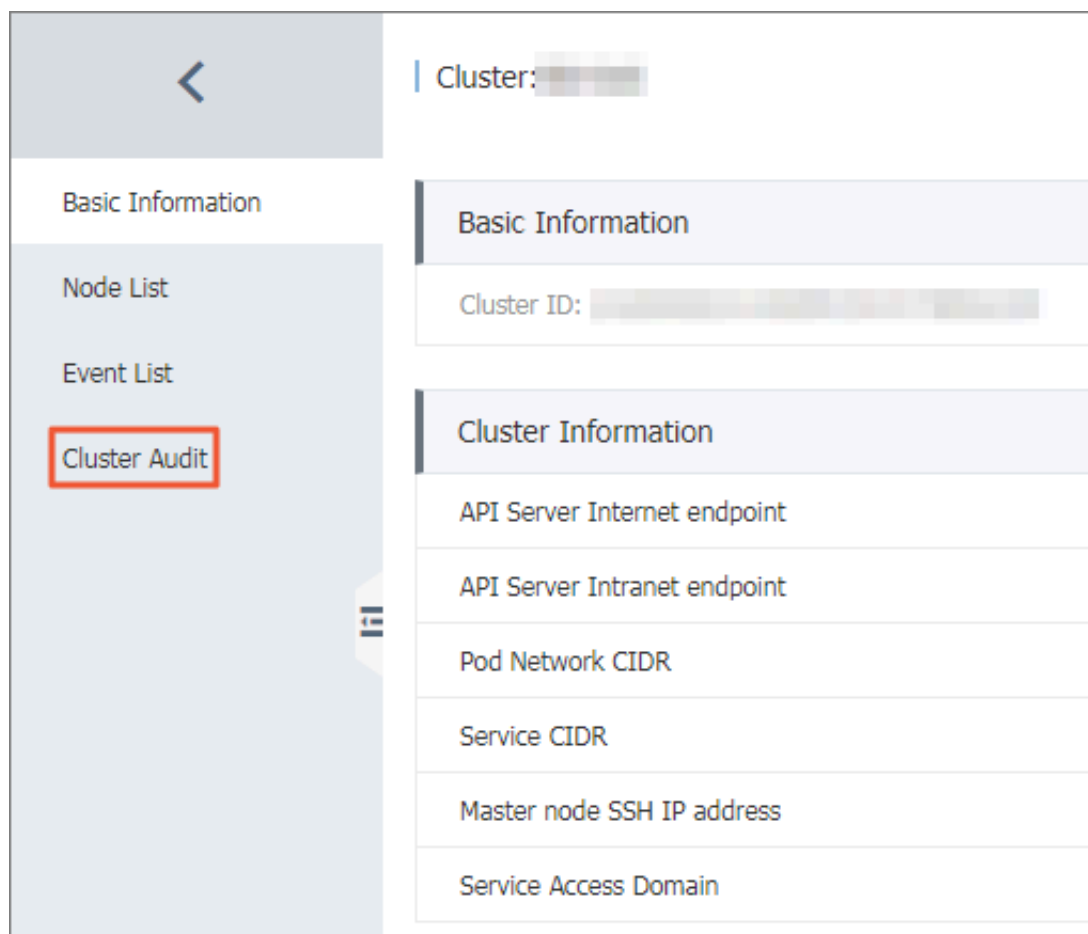 Cluster:
Basic Information
Node List
Event List
Cluster Audit
Basic Information
Cluster ID:
Cluster Information
API Server Internet endpoint
API Server Intranet endpoint
Pod Network CIDR
Service CIDR
Master node SSH IP address
Service Access Domain